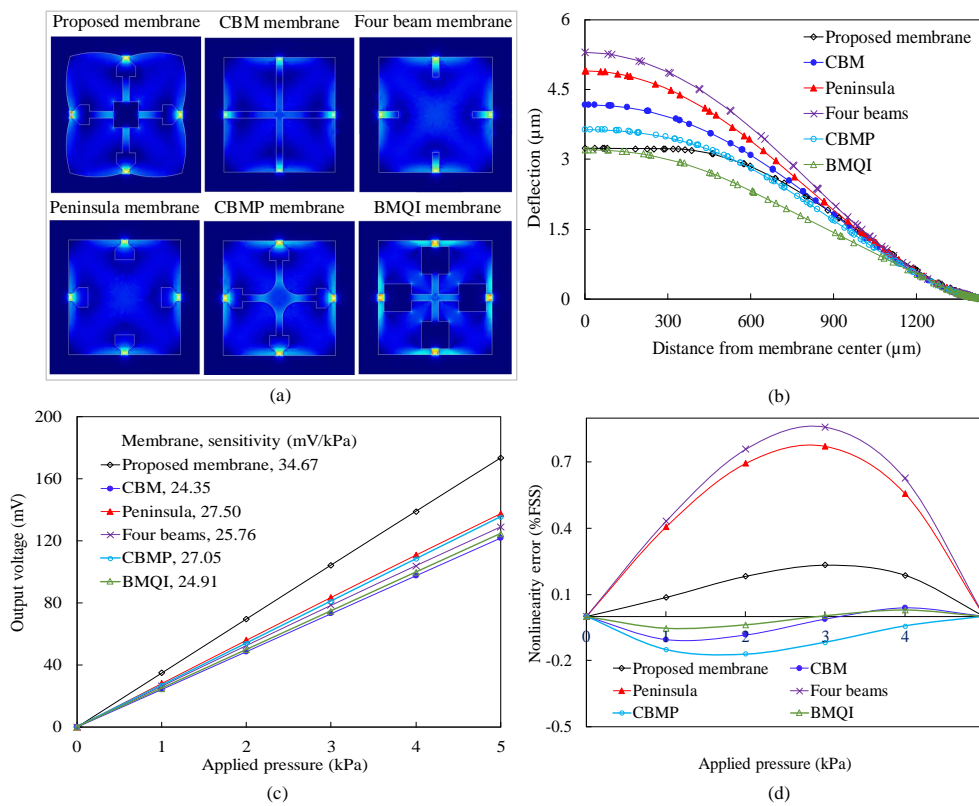 Proposed membrane CBM membrane Four beam membrane
Peninsula membrane CBMP membrane BMQI membrane
(a)
6
4.5
3
1.5
0
Deflection (µm)
Proposed membrane
CBM
Peninsula
Four beams
CBMP
BMQI
0 300 600 900 1200
Distance from membrane center (µm)
(b)
200
160
120
80
40
0
Output voltage (mV)
Membrane, sensitivity (mV/kPa)
Proposed membrane, 34.67
CBM, 24.35
Peninsula, 27.50
Four beams, 25.76
CBMP, 27.05
BMQI, 24.91
0 1 2 3 4 5
Applied pressure (kPa)
(c)
0.7
0.4
0.1
-0.2
-0.5
Nonlinearity error (%FSS)
0 1 2 3 4
Proposed membrane CBM
Peninsula Four beams
CBMP BMQI
Applied pressure (kPa)
(d)